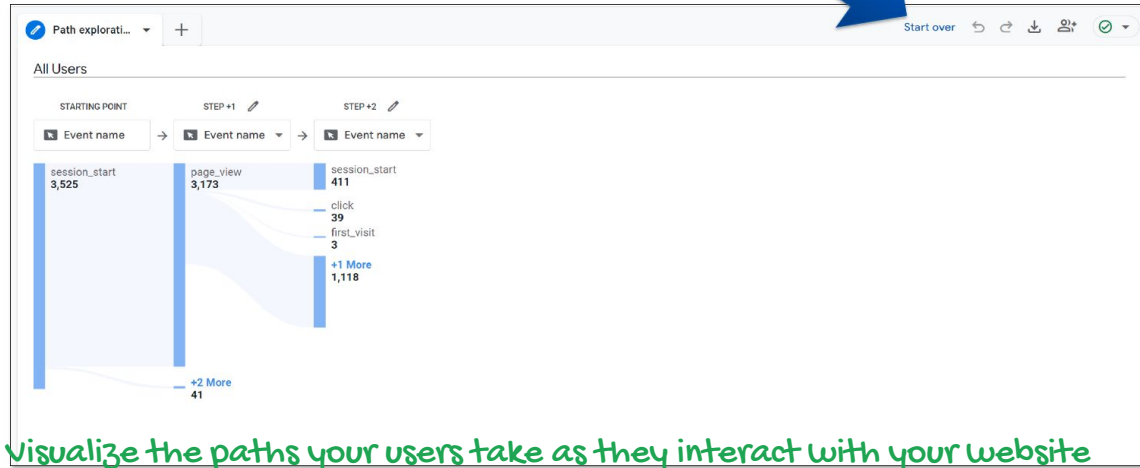 Path explorati...
Start over
All Users
STARTING POINT STEP +1 STEP +2
Event name Event name Event name
session_start
3,525
page_view
3,173
session_start
411
click
39
first_visit
3
+1 More
1,118
+2 More
41
Visualize the paths your users take as they interact with your website